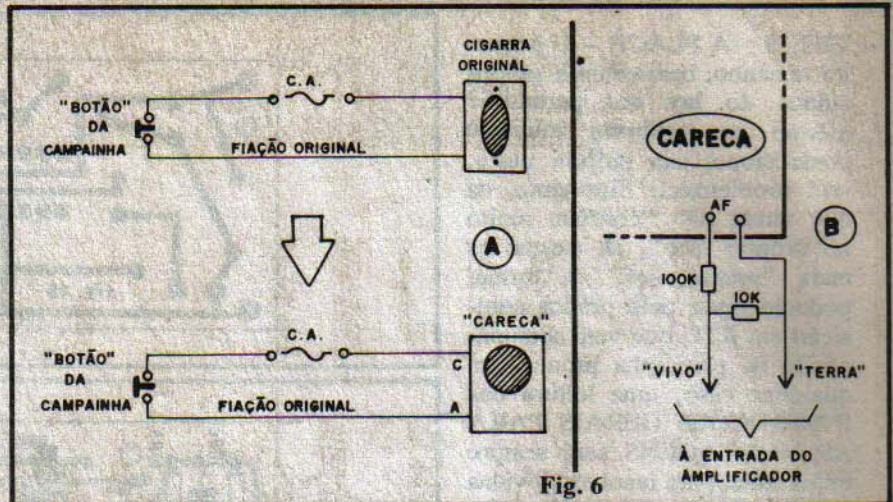 CIGARRA
ORIGINAL
C.A.
"BOTÃO"
DA
CAMPAINHA
FIAÇÃO ORIGINAL
A
"CARECA"
C.A.
C
"BOTÃO"
DA
CAMPAINHA
FIAÇÃO ORIGINAL
A
CARECA
AF
B
100K
10K
"VIVO"
"TERRA"
À ENTRADA DO
AMPLIFICADOR
Fig. 6